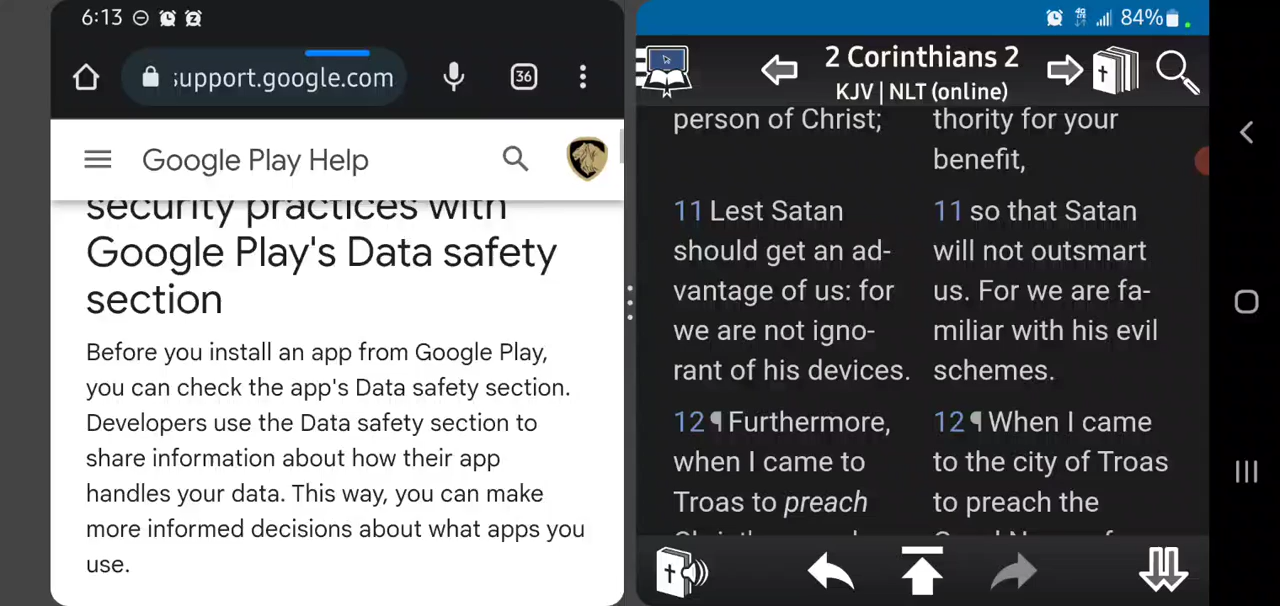 6:13
84%
support.google.com
36
Google Play Help
security practices with
Google Play's Data safety
section
Before you install an app from Google Play,
you can check the app's Data safety section.
Developers use the Data safety section to
share information about how their app
handles your data. This way, you can make
more informed decisions about what apps you
use.
2 Corinthians 2
KJV | NLT (online)
person of Christ;
11 Lest Satan
should get an ad-
vantage of us: for
we are not igno-
rant of his devices.
12 ¶ Furthermore,
when I came to
Troas to preach
thority for your
benefit,
11 so that Satan
will not outsmart
us. For we are fa-
miliar with his evil
schemes.
12 ¶ When I came
to the city of Troas
to preach the